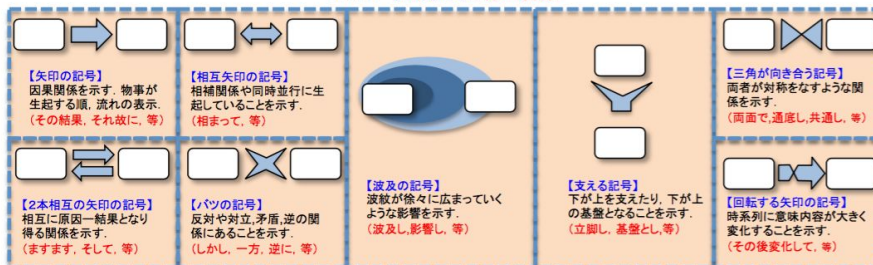 【矢印の記号】
因果関係を示す．物事が
生起する順，流れの表示．
(その結果，それ故に，等)
【相互矢印の記号】
相補関係や同時並行に生
起していることを示す．
(相まって，等)
【2本相互の矢印の記号】
相互に原因ー結果となり
得る関係を示す．
(ますます，そして，等)
【バツの記号】
反対や対立,矛盾,逆の関
係にあることを示す．
(しかし，一方，逆に，等)
【波及の記号】
波紋が徐々に広まっていく
ような影響を示す．
(波及し,影響し，等)
【支える記号】
下が上を支えたり，下が上
の基盤となることを示す．
(立脚し，基盤とし,等)
【三角が向き合う記号】
両者が対称をなすような関
係を示す．
(両面で,通底し,共通し，等)
【回転する矢印の記号】
時系列に意味内容が大きく
変化することを示す．
(その後変化して，等)